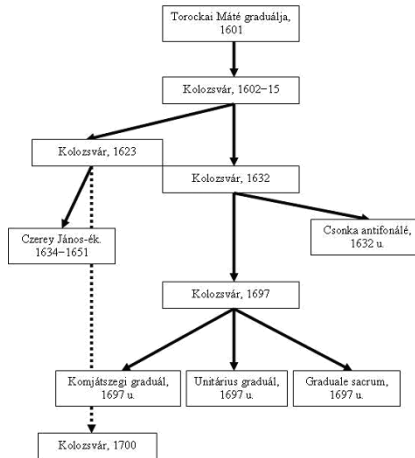 Torockai Máté graduálja,
1601
Kolozsvár, 1602–15
Kolozsvár, 1623
Kolozsvár, 1632
Czerey János-ék.
1634–1651
Csonka antifonálé,
1632 u.
Kolozsvár, 1697
Komjátszegi graduál,
1697 u.
Unitárius graduál,
1697 u.
Graduale sacrum,
1697 u.
Kolozsvár, 1700